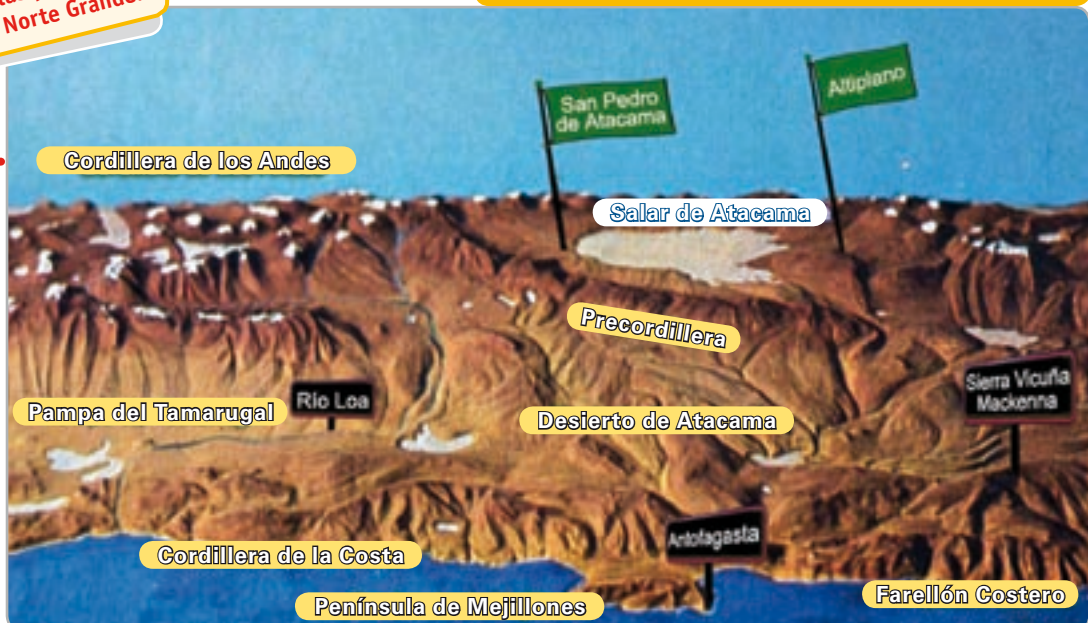 Norte Grande.
San Pedro
de Atacama
Altiplano
Cordillera de los Andes
Salar de Atacama
Precordillera
Río Loa
Sierra Vicuña
Mackenna
Pampa del Tamarugal
Desierto de Atacama
Antofagasta
Cordillera de la Costa
Península de Mejillones
Farellón Costero